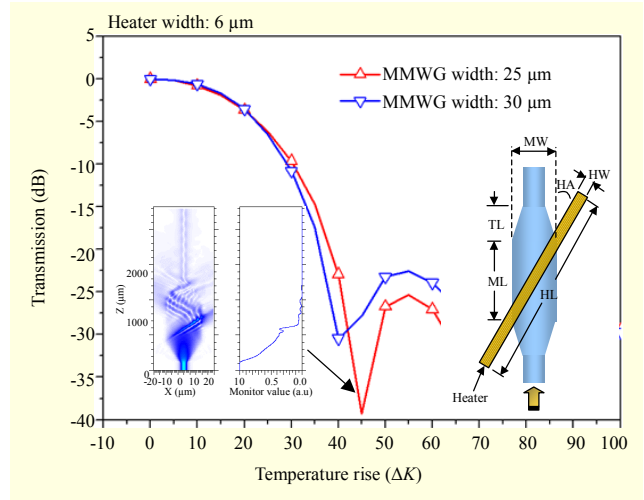 Heater width: 6 µm
5
0
-5
-10
-15
-20
-25
-30
-35
-40
Transmission (dB)
MMWG width: 25 µm
MMWG width: 30 µm
MW
HA
HW
TL
ML
HL
Heater
2000
1000
0
Z (µm)
-20 -10 0 10 20
X (µm)
1.0 0.5 0.0
Monitor value (a.u)
-10 0 10 20 30 40 50 60 70 80 90 100
Temperature rise (ΔK)